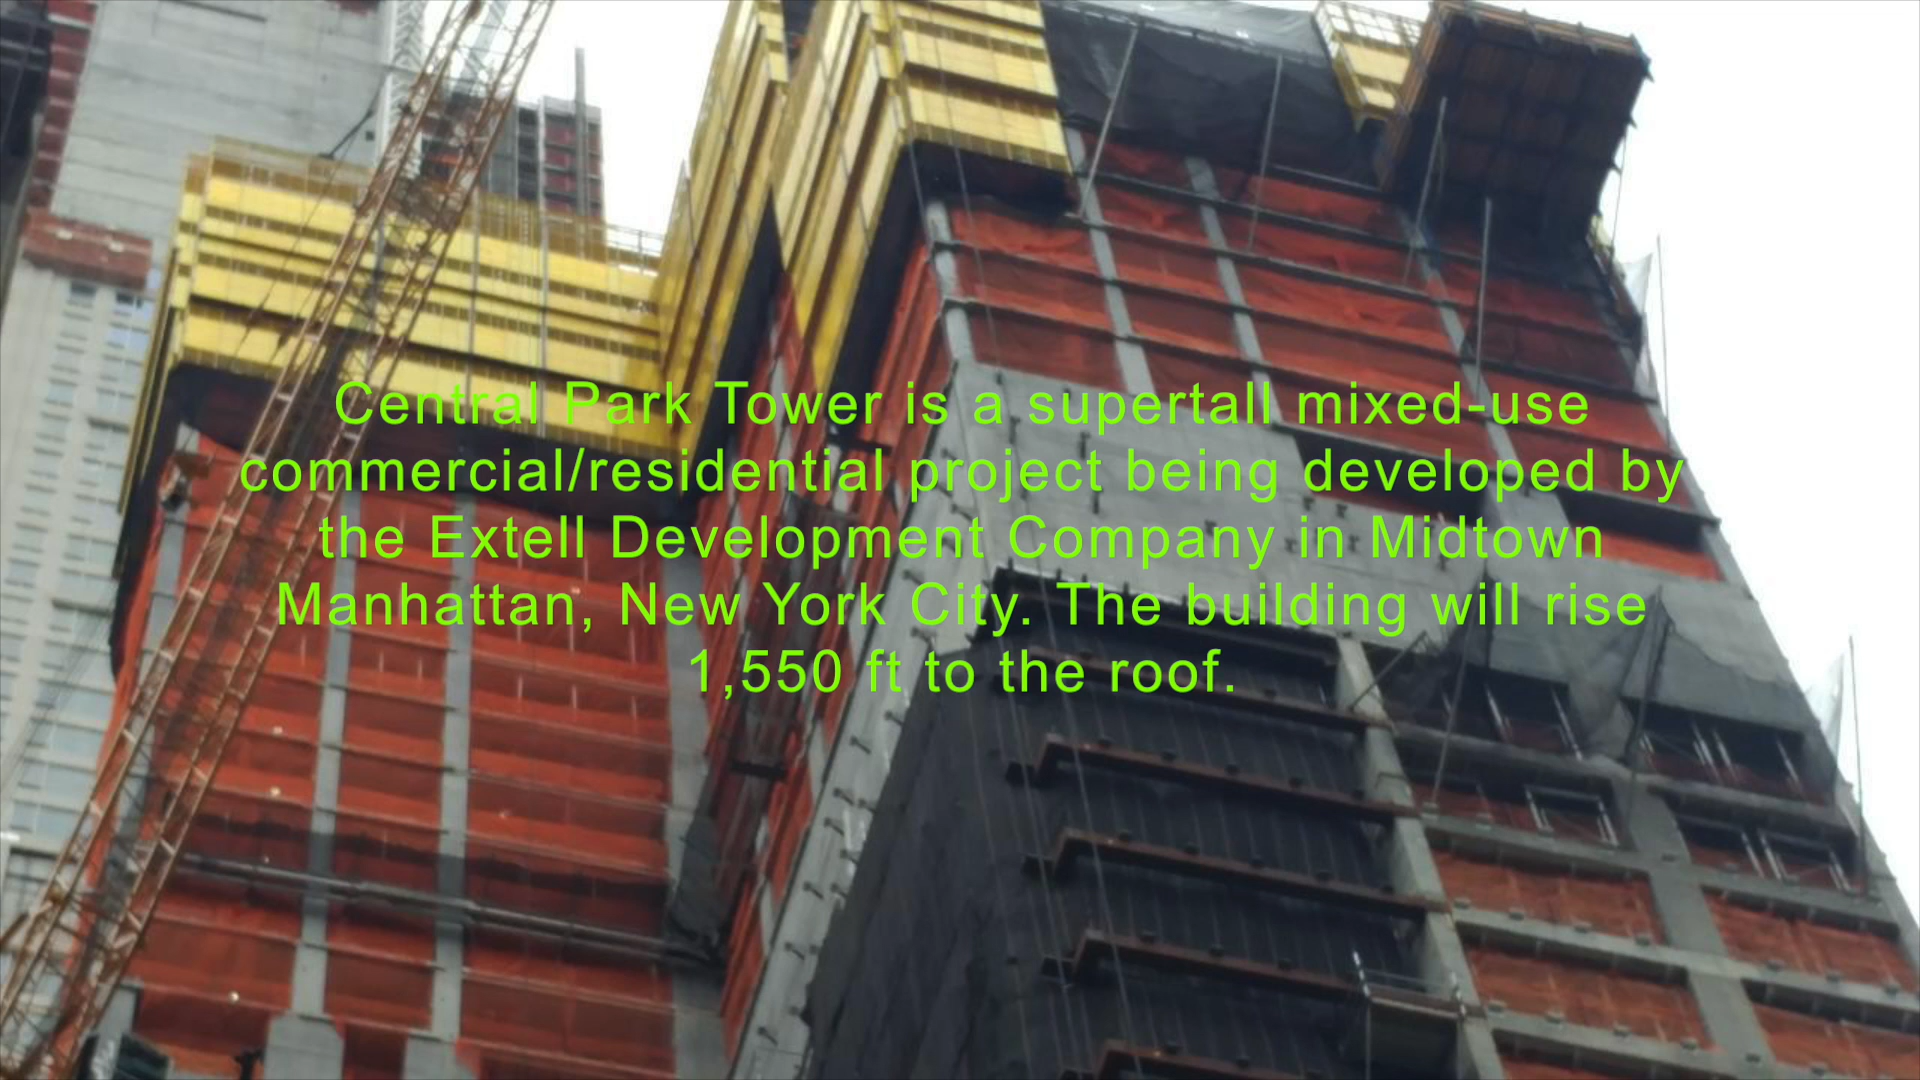 Central Park Tower is a supertall mixed-use
commercial/residential project being developed by
the Extell Development Company in Midtown
Manhattan, New York City. The building will rise
1,550 ft to the roof.